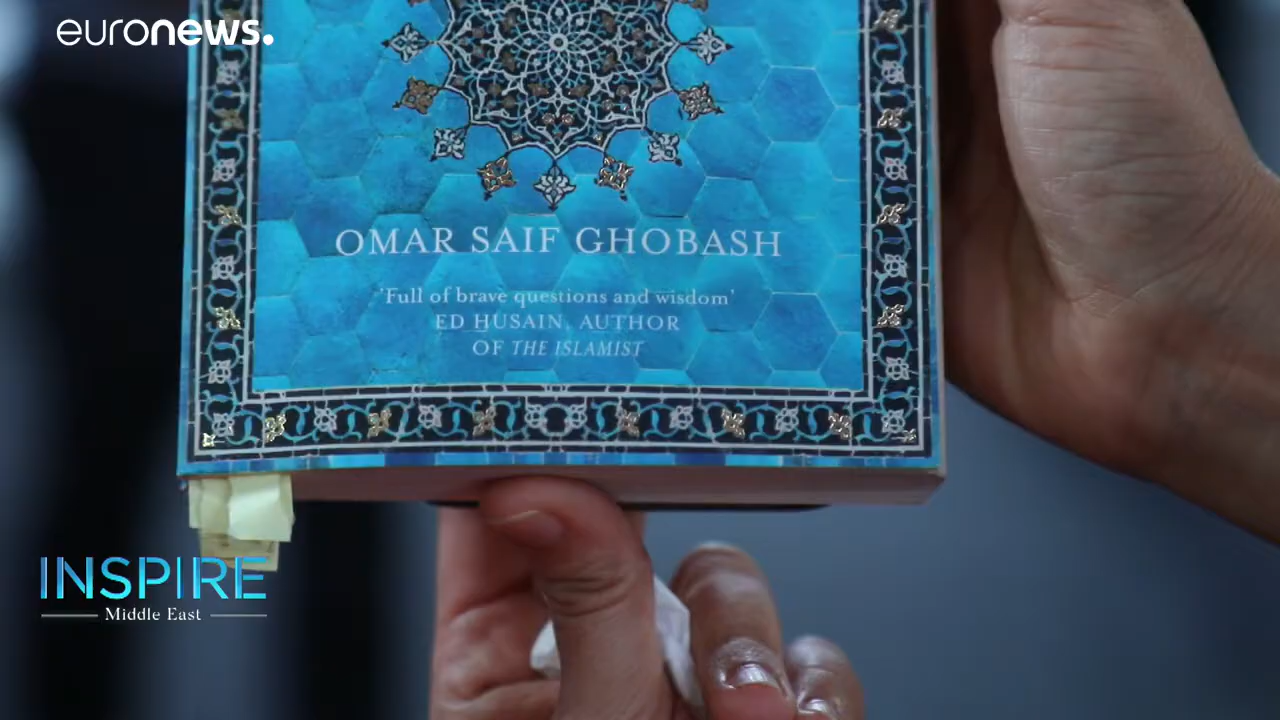 euronews.
OMAR SAIF GHOBASH
'Full of brave questions and wisdom'
ED HUSAIN, AUTHOR
OF THE ISLAMIST
INSPIRE
Middle East